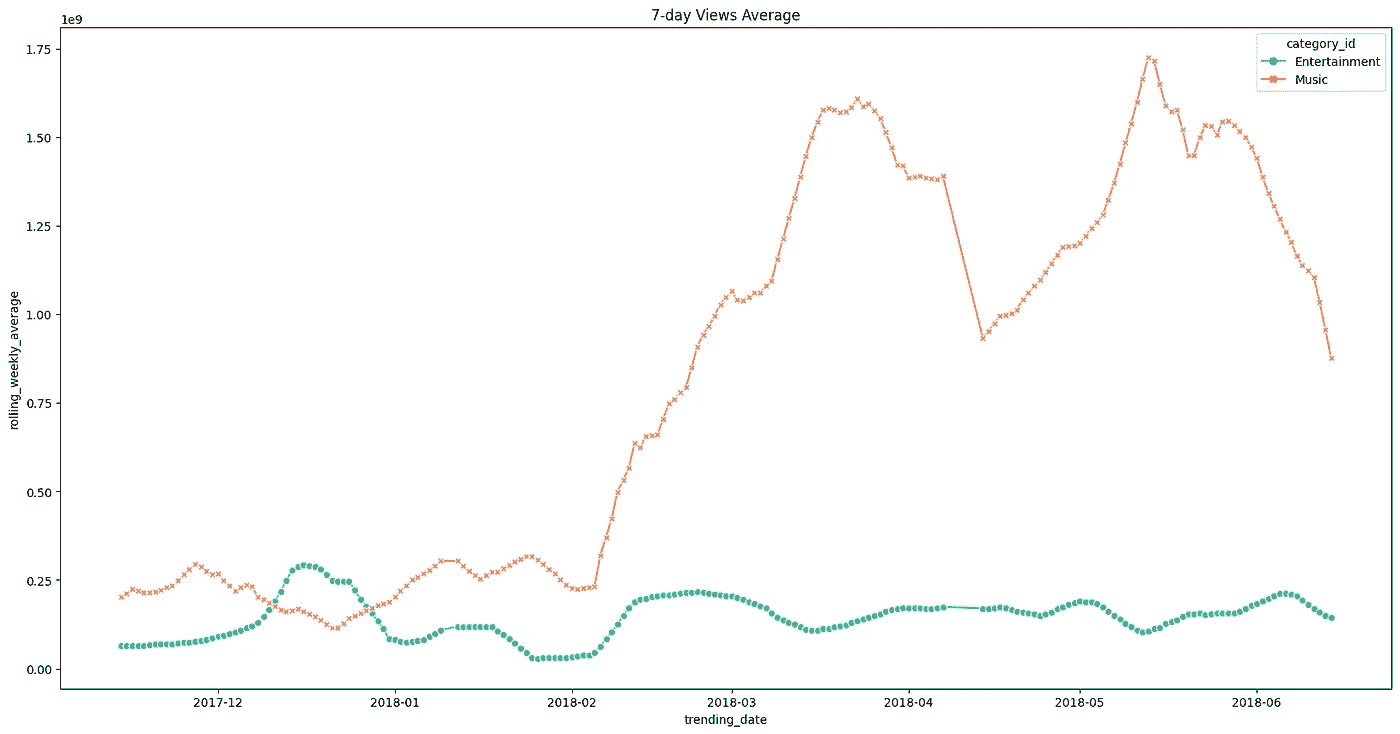 7-day Views Average
1e9
category_id
Entertainment
Music
1.75
1.50
1.25
1.00
0.75
0.50
0.25
0.00
rolling_weekly_average
2017-12 2018-01 2018-02 2018-03 2018-04 2018-05 2018-06
trending_date